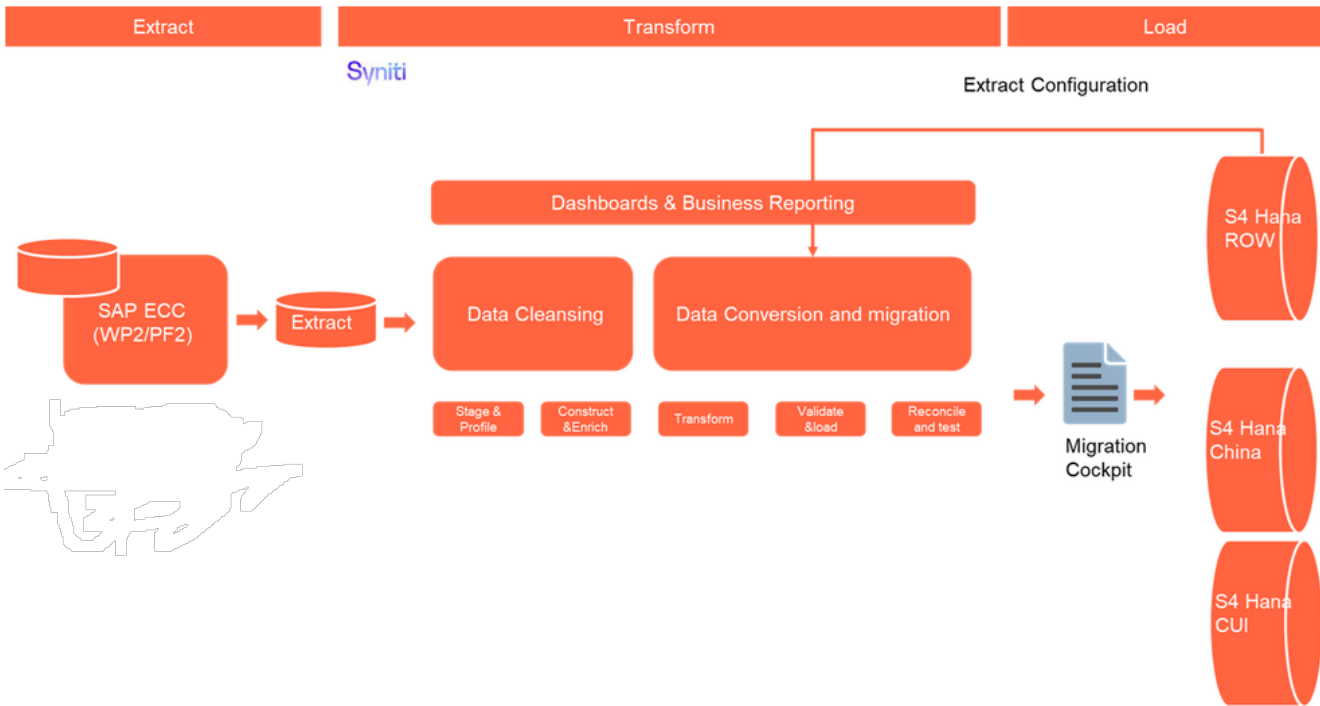 Extract
Transform
Load
Syniti
Extract Configuration
Dashboards & Business Reporting
S4 Hana
ROW
SAP ECC
(WP2/PF2)
Extract
Data Cleansing
Data Conversion and migration
Stage &
Profile
Construct
&Enrich
Transform
Validate
&load
Reconcile
and test
Migration
Cockpit
S4 Hana
China
S4 Hana
CUI